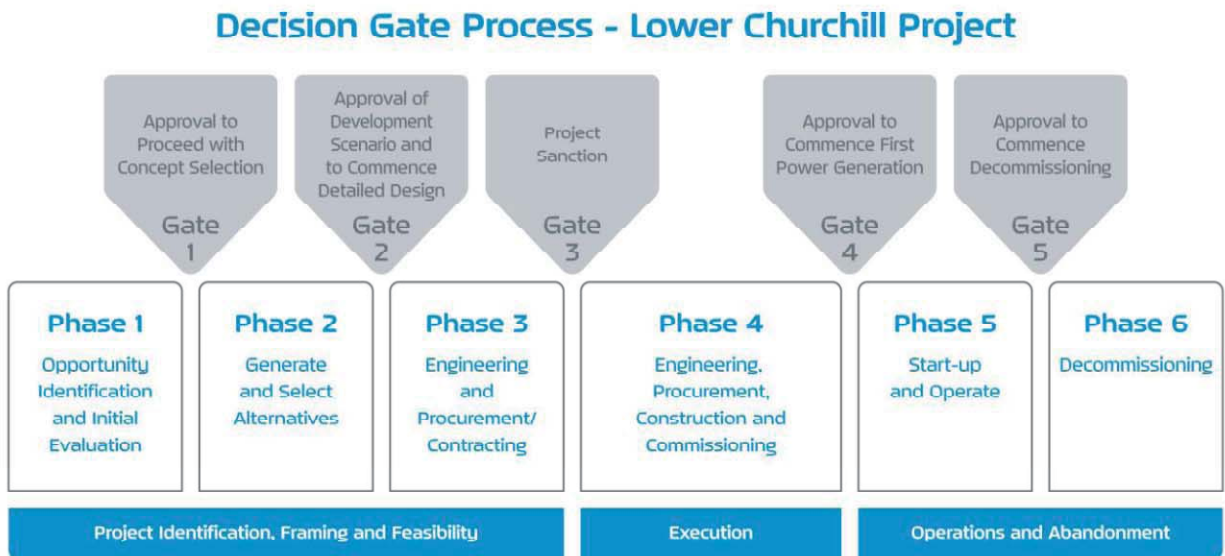 Decision Gate Process - Lower Churchill Project
Approval to
Proceed with
Concept Selection
Gate
1
Approval of
Development
Scenario and
to Commence
Detailed Design
Gate
2
Project
Sanction
Gate
3
Approval to
Commence First
Power Generation
Gate
4
Approval to
Commence
Decommissioning
Gate
5
Phase 1
Opportunity
Identification
and Initial
Evaluation
Phase 2
Generate
and Select
Alternatives
Phase 3
Engineering
and
Procurement/
Contracting
Phase 4
Engineering,
Procurement,
Construction and
Commissioning
Phase 5
Start-up
and Operate
Phase 6
Decommissioning
Project Identification, Framing and Feasibility
Execution
Operations and Abandonment